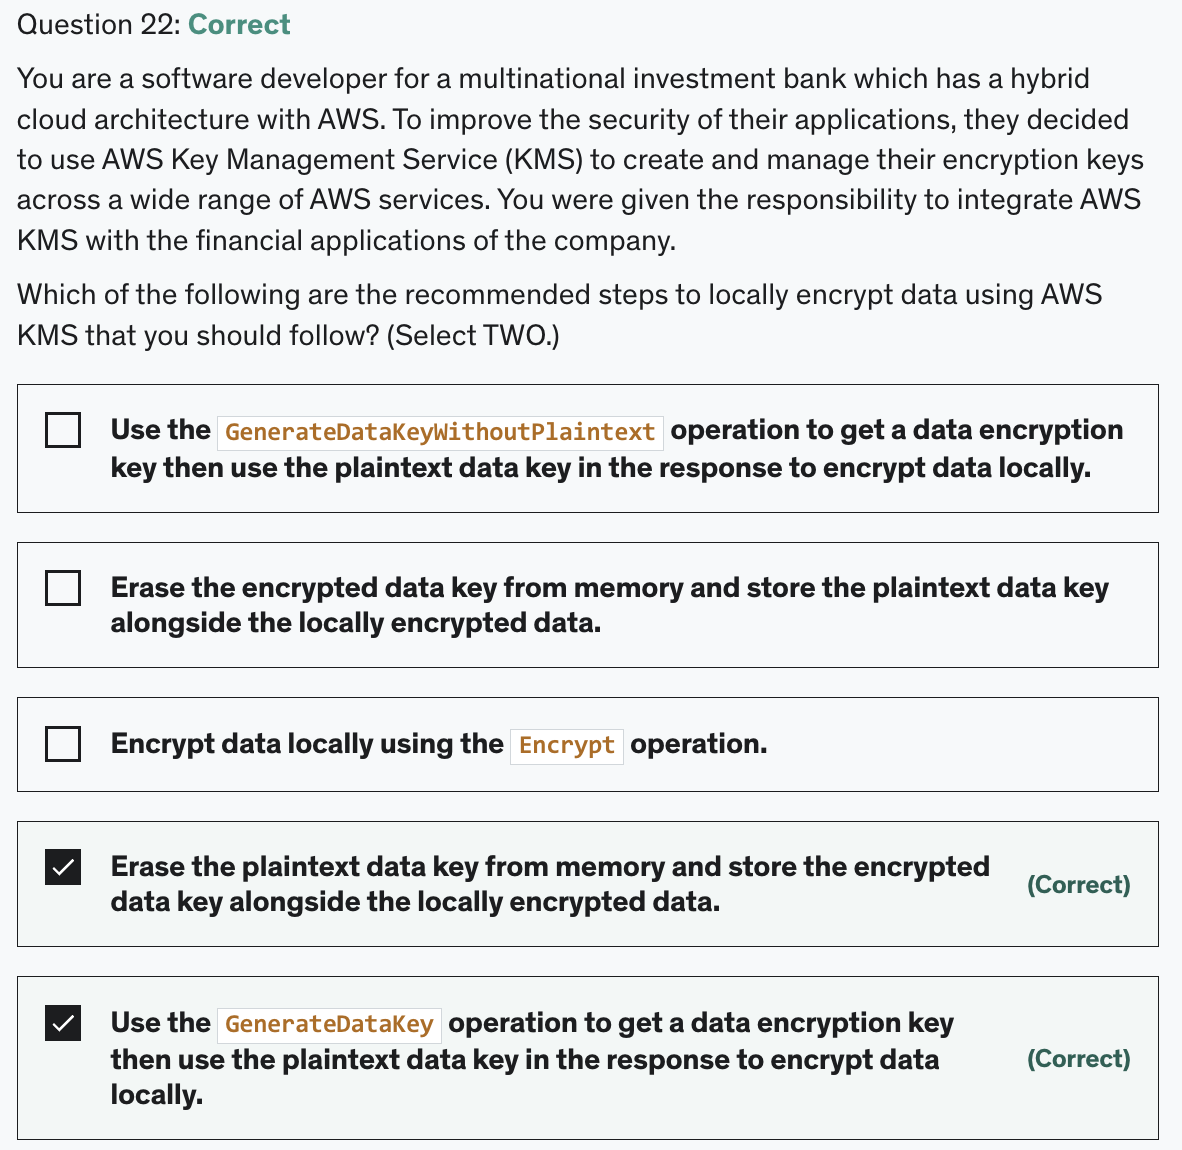 Question 22: Correct
You are a software developer for a multinational investment bank which has a hybrid
cloud architecture with AWS. To improve the security of their applications, they decided
to use AWS Key Management Service (KMS) to create and manage their encryption keys
across a wide range of AWS services. You were given the responsibility to integrate AWS
KMS with the financial applications of the company.
Which of the following are the recommended steps to locally encrypt data using AWS
KMS that you should follow? (Select TWO.)
Use the GenerateDataKeyWithoutPlaintext operation to get a data encryption
key then use the plaintext data key in the response to encrypt data locally.
Erase the encrypted data key from memory and store the plaintext data key
alongside the locally encrypted data.
Encrypt data locally using the Encrypt operation.
Erase the plaintext data key from memory and store the encrypted
data key alongside the locally encrypted data.
(Correct)
Use the GenerateDataKey operation to get a data encryption key
then use the plaintext data key in the response to encrypt data
locally.
(Correct)